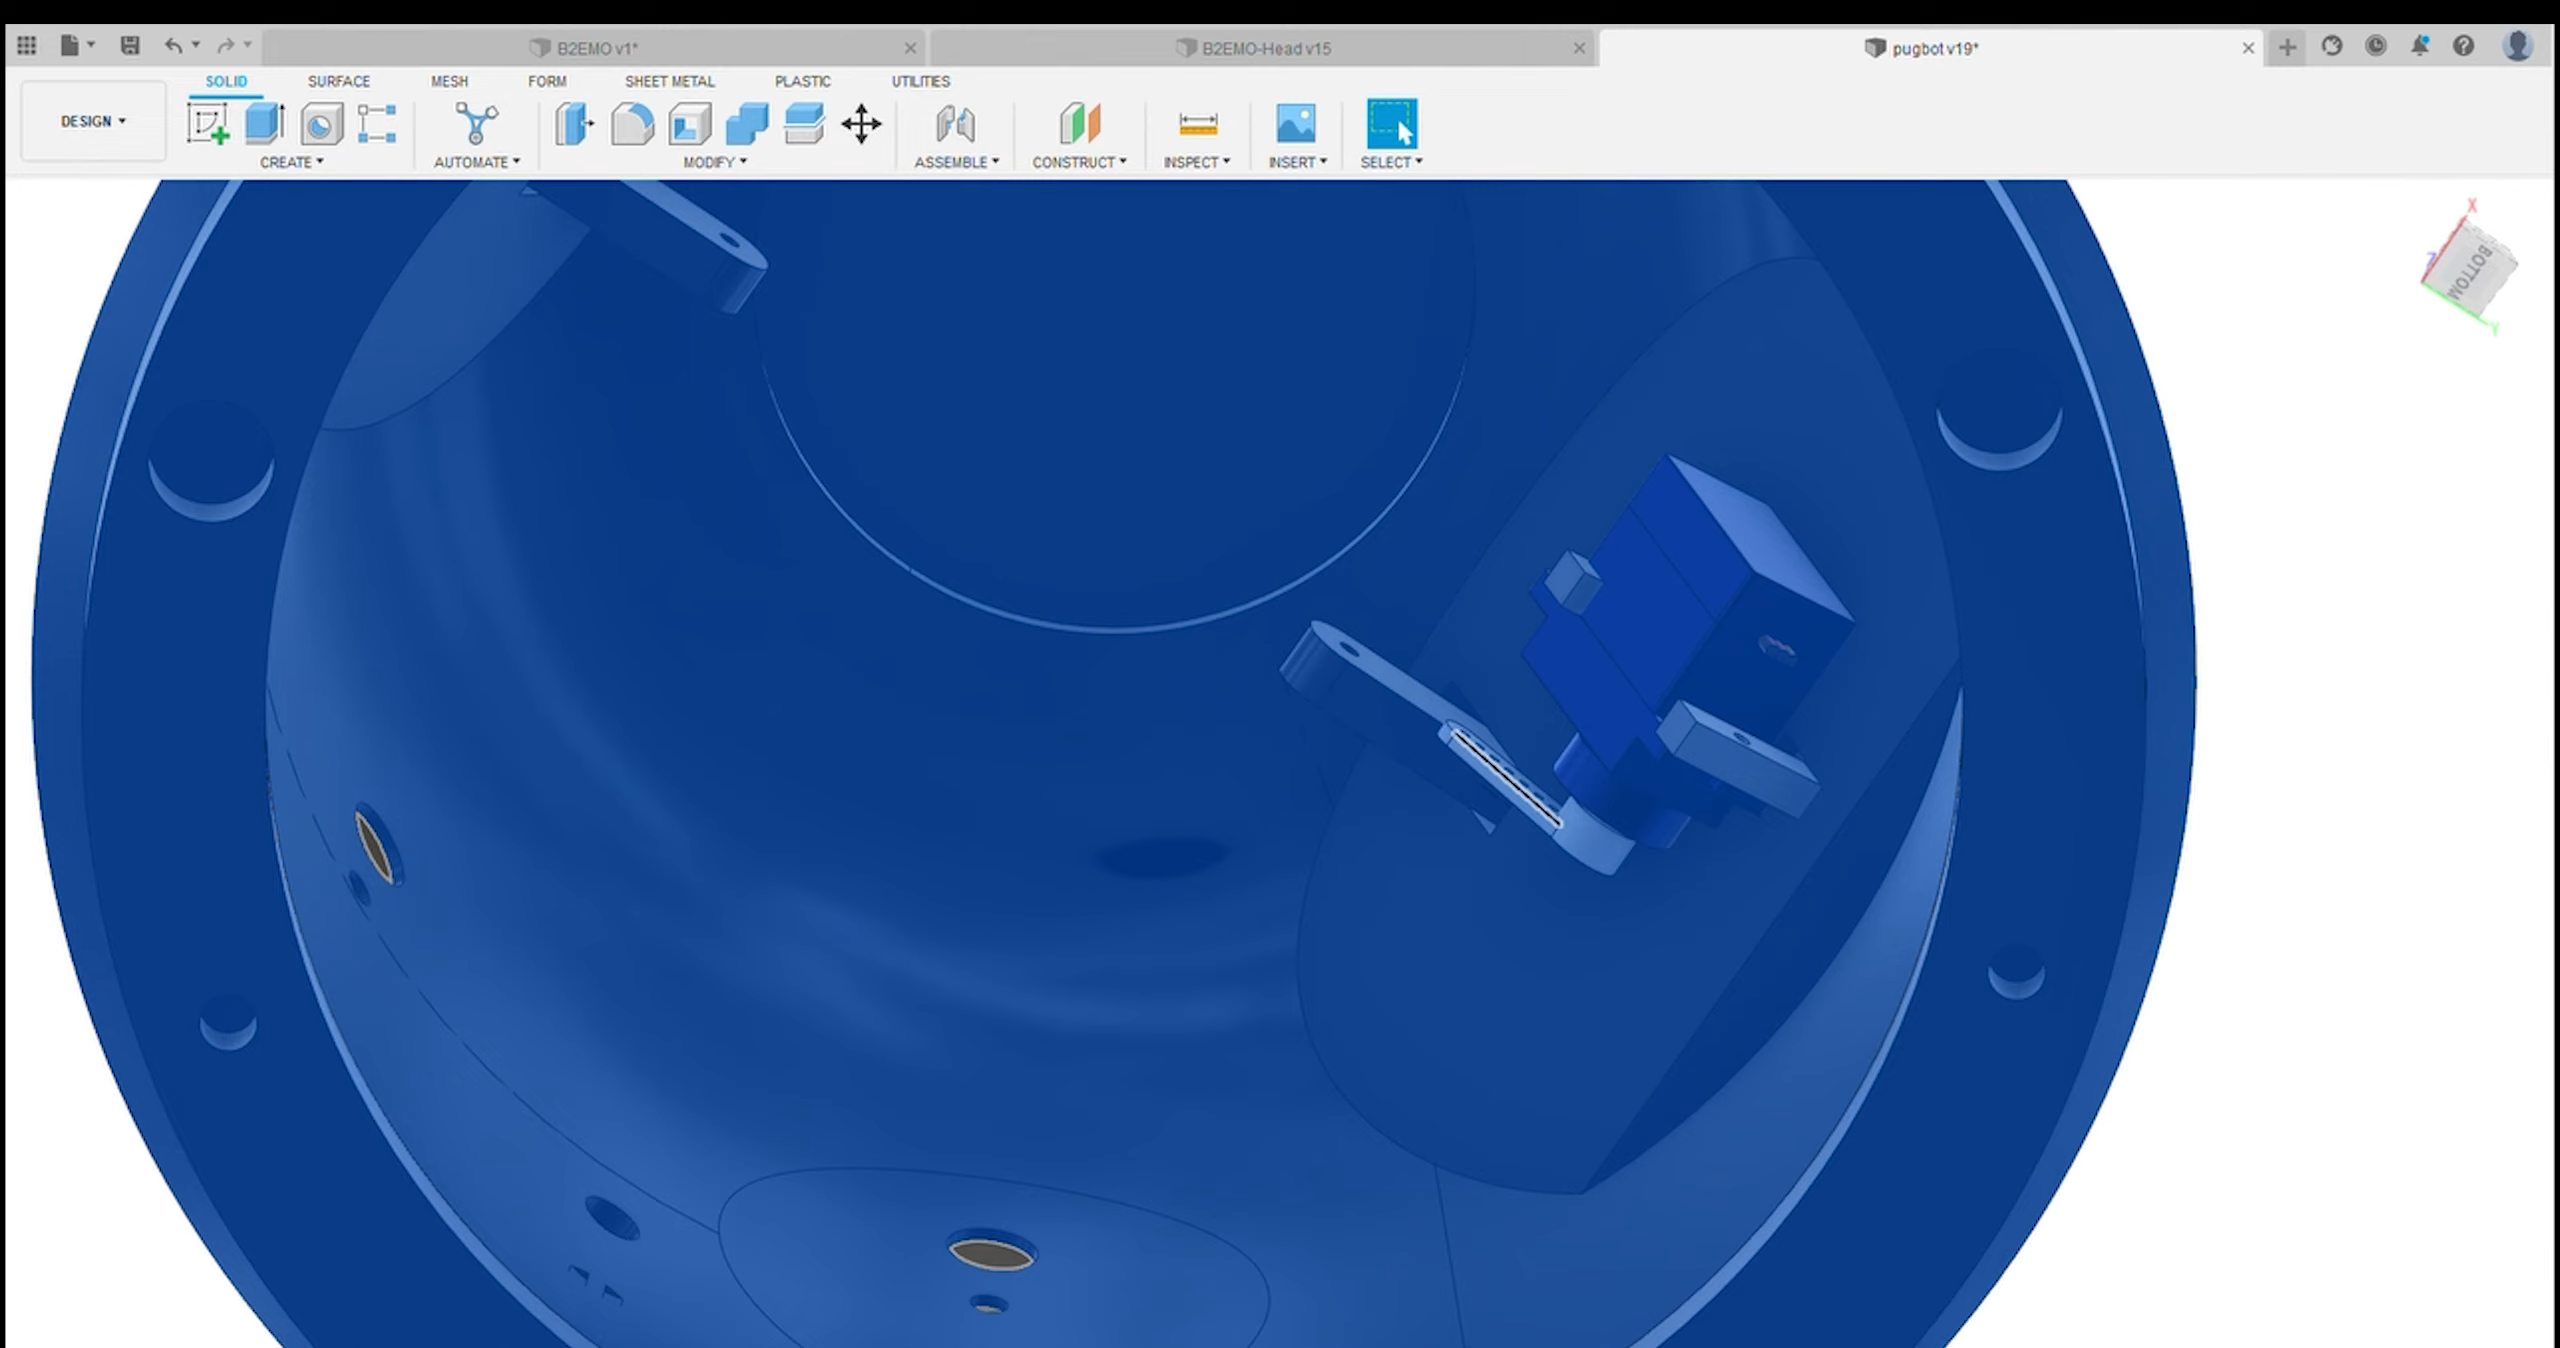 B2EMO v1*
B2EMO-Head v15
pugbot v19*
SOLID
SURFACE
MESH
FORM
SHEET METAL
PLASTIC
UTILITIES
DESIGN
CREATE
AUTOMATE
MODIFY
ASSEMBLE
CONSTRUCT
INSPECT
INSERT
SELECT
X
Z
BOTTOM
Y